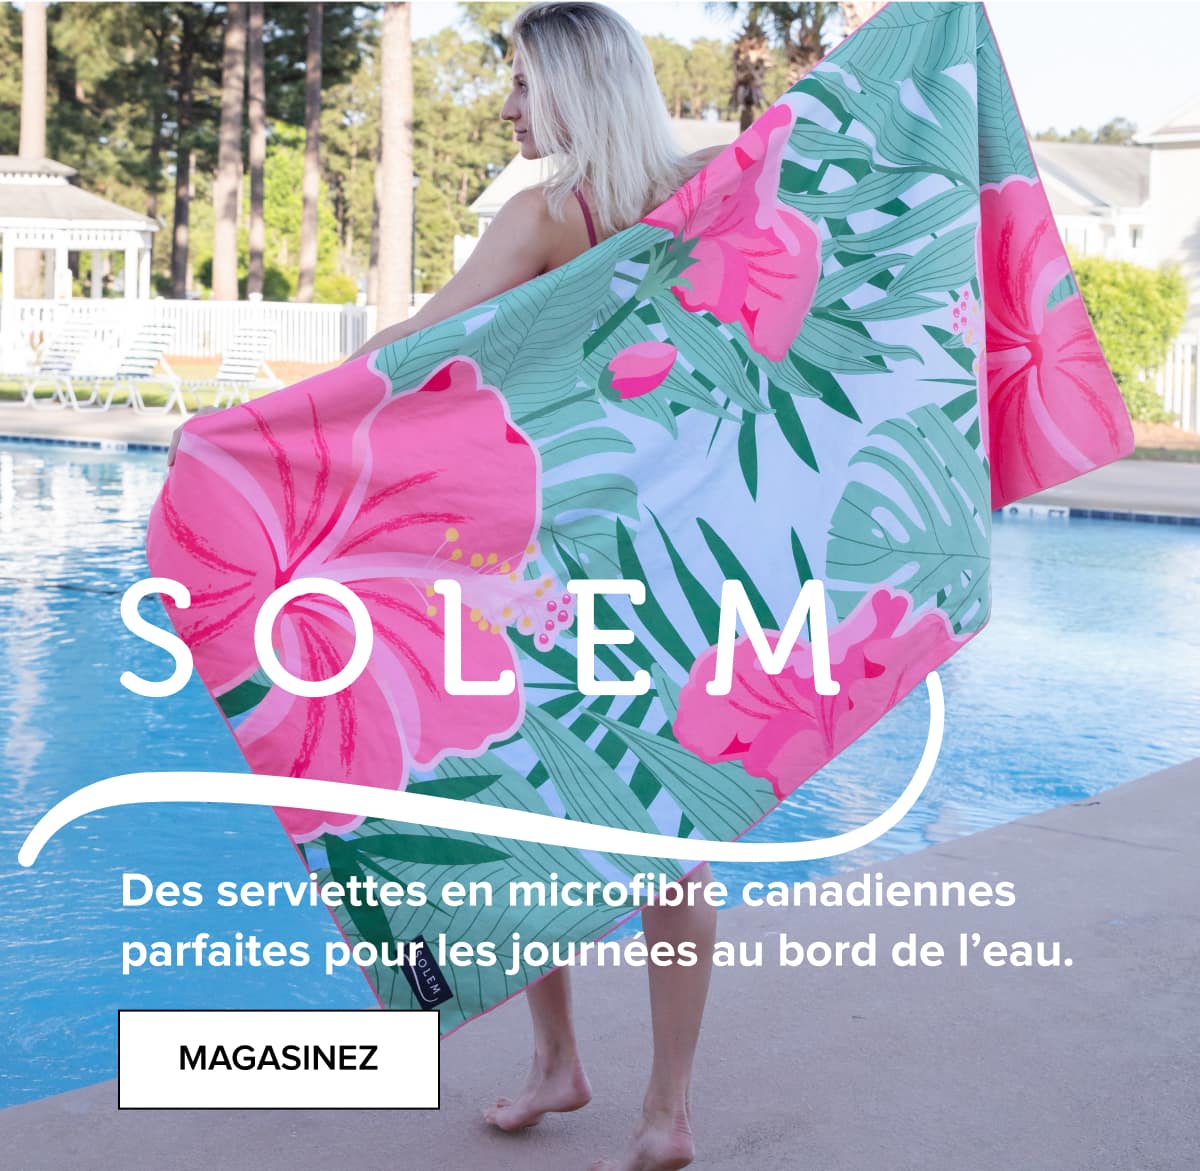 SOLEM
Des serviettes en microfibre canadiennes
parfaites pour les journées au bord de l’eau.
SOLEM
MAGASINEZ